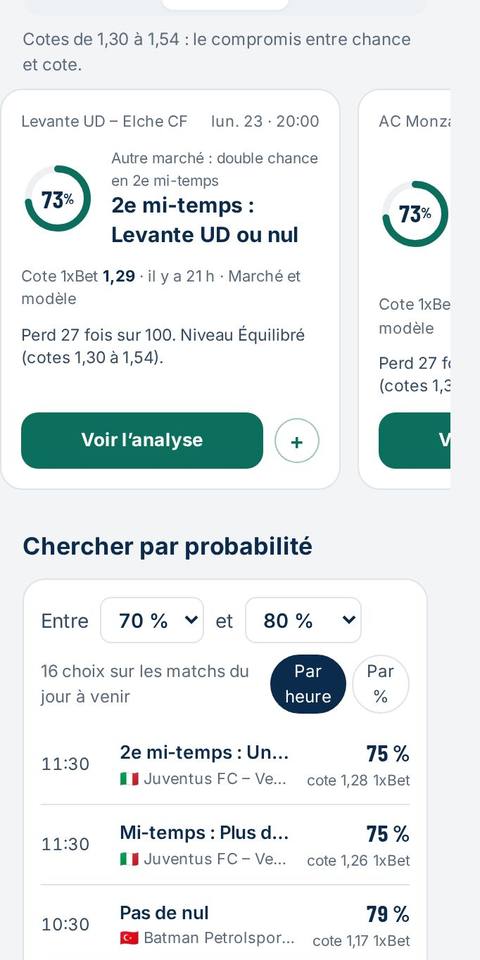 Cotes de 1,30 à 1,54 : le compromis entre chance
et cote.
Levante UD – Elche CF lun. 23 · 20:00
Autre marché : double chance
en 2e mi-temps
73%
2e mi-temps :
Levante UD ou nul
Cote 1xBet 1,29 · il y a 21 h · Marché et
modèle
Perd 27 fois sur 100. Niveau Équilibré
(cotes 1,30 à 1,54).
Voir l’analyse +
AC Monza
73%
Cote 1xBe
modèle
Perd 27 fo
(cotes 1,3
V
Chercher par probabilité
Entre 70 % et 80 %
16 choix sur les matchs du
jour à venir
Par
heure
Par
%
11:30 2e mi-temps : Un... 75 %
Juventus FC – Ve... cote 1,28 1xBet
11:30 Mi-temps : Plus d... 75 %
Juventus FC – Ve... cote 1,26 1xBet
10:30 Pas de nul 79 %
Batman Petrolspor... cote 1,17 1xBet